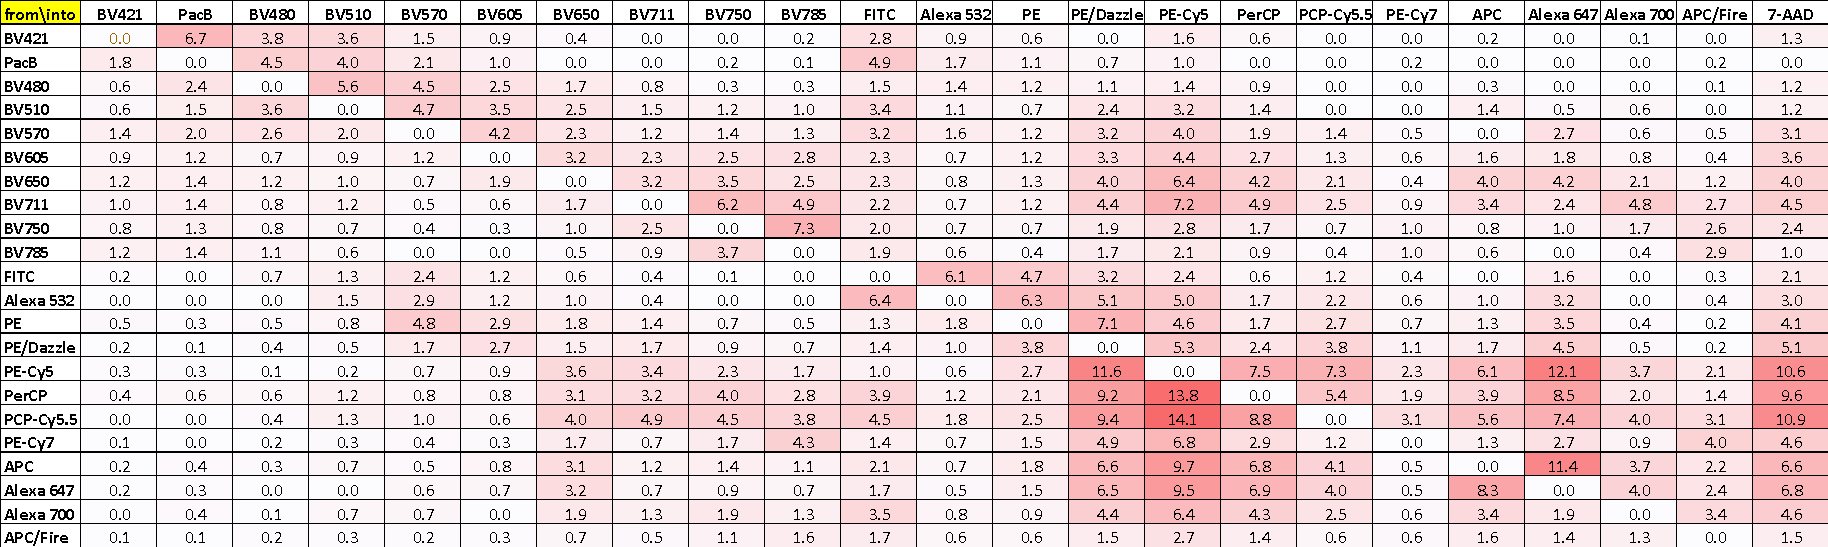 from\into BV421 PacB BV480 BV510 BV570 BV605 BV650 BV711 BV750 BV785 FITC Alexa 532 PE PE/Dazzle PE-Cy5 PerCP PCP-Cy5.5 PE-Cy7 APC Alexa 647 Alexa 700 APC/Fire 7-AAD
BV421 0.0 6.7 3.8 3.6 1.5 0.9 0.4 0.0 0.0 0.2 2.8 0.9 0.6 0.0 1.6 0.6 0.0 0.0 0.2 0.0 0.1 0.0 1.3
PacB 1.8 0.0 4.5 4.0 2.1 1.0 0.0 0.0 0.2 0.1 4.9 1.7 1.1 0.7 1.0 0.0 0.0 0.2 0.0 0.0 0.0 0.2 0.0
BV480 0.6 2.4 0.0 5.6 4.5 2.5 1.7 0.8 0.3 0.3 1.5 1.4 1.2 1.1 1.4 0.9 0.0 0.0 0.3 0.0 0.0 0.1 1.2
BV510 0.6 1.5 3.6 0.0 4.7 3.5 2.5 1.5 1.2 1.0 3.4 1.1 0.7 2.4 3.2 1.4 0.0 0.0 1.4 0.5 0.6 0.0 1.2
BV570 1.4 2.0 2.6 2.0 0.0 4.2 2.3 1.2 1.4 1.3 3.2 1.6 1.2 3.2 4.0 1.9 1.4 0.5 0.0 2.7 0.6 0.5 3.1
BV605 0.9 1.2 0.7 0.9 1.2 0.0 3.2 2.3 2.5 2.8 2.3 0.7 1.2 3.3 4.4 2.7 1.3 0.6 1.6 1.8 0.8 0.4 3.6
BV650 1.2 1.4 1.2 1.0 0.7 1.9 0.0 3.2 3.5 2.5 2.3 0.8 1.3 4.0 6.4 4.2 2.1 0.4 4.0 4.2 2.1 1.2 4.0
BV711 1.0 1.4 0.8 1.2 0.5 0.6 1.7 0.0 6.2 4.9 2.2 0.7 1.2 4.4 7.2 4.9 2.5 0.9 3.4 2.4 4.8 2.7 4.5
BV750 0.8 1.3 0.8 0.7 0.4 0.3 1.0 2.5 0.0 7.3 2.0 0.7 0.7 1.9 2.8 1.7 0.7 1.0 0.8 1.0 1.7 2.6 2.4
BV785 1.2 1.4 1.1 0.6 0.0 0.0 0.5 0.9 3.7 0.0 1.9 0.6 0.4 1.7 2.1 0.9 0.4 1.0 0.6 0.0 0.4 2.9 1.0
FITC 0.2 0.0 0.7 1.3 2.4 1.2 0.6 0.4 0.1 0.0 0.0 6.1 4.7 3.2 2.4 0.6 1.2 0.4 0.0 1.6 0.0 0.3 2.1
Alexa 532 0.0 0.0 0.0 1.5 2.9 1.2 1.0 0.4 0.0 0.0 6.4 0.0 6.3 5.1 5.0 1.7 2.2 0.6 1.0 3.2 0.0 0.4 3.0
PE 0.5 0.3 0.5 0.8 4.8 2.9 1.8 1.4 0.7 0.5 1.3 1.8 0.0 7.1 4.6 1.7 2.7 0.7 1.3 3.5 0.4 0.2 4.1
PE/Dazzle 0.2 0.1 0.4 0.5 1.7 2.7 1.5 1.7 0.9 0.7 1.4 1.0 3.8 0.0 5.3 2.4 3.8 1.1 1.7 4.5 0.5 0.2 5.1
PE-Cy5 0.3 0.3 0.1 0.2 0.7 0.9 3.6 3.4 2.3 1.7 1.0 0.6 2.7 11.6 0.0 7.5 7.3 2.3 6.1 12.1 3.7 2.1 10.6
PerCP 0.4 0.6 0.6 1.2 0.8 0.8 3.1 3.2 4.0 2.8 3.9 1.2 2.1 9.2 13.8 0.0 5.4 1.9 3.9 8.5 2.0 1.4 9.6
PCP-Cy5.5 0.0 0.0 0.4 1.3 1.0 0.6 4.0 4.9 4.5 3.8 4.5 1.8 2.5 9.4 14.1 8.8 0.0 3.1 5.6 7.4 4.0 3.1 10.9
PE-Cy7 0.1 0.0 0.2 0.3 0.4 0.3 1.7 0.7 1.7 4.3 1.4 0.7 1.5 4.9 6.8 2.9 1.2 0.0 1.3 2.7 0.9 4.0 4.6
APC 0.2 0.4 0.3 0.7 0.5 0.8 3.1 1.2 1.4 1.1 2.1 0.7 1.8 6.6 9.7 6.8 4.1 0.5 0.0 11.4 3.7 2.2 6.6
Alexa 647 0.2 0.3 0.0 0.0 0.6 0.7 3.2 0.7 0.9 0.7 1.7 0.5 1.5 6.5 9.5 6.9 4.0 0.5 8.3 0.0 4.0 2.4 6.8
Alexa 700 0.0 0.4 0.1 0.7 0.7 0.0 1.9 1.3 1.9 1.3 3.5 0.8 0.9 4.4 6.4 4.3 2.5 0.6 3.4 1.9 0.0 3.4 4.6
APC/Fire 0.1 0.1 0.2 0.3 0.2 0.3 0.7 0.5 1.1 1.6 1.7 0.6 0.6 1.5 2.7 1.4 0.6 0.6 1.6 1.4 1.3 0.0 1.5